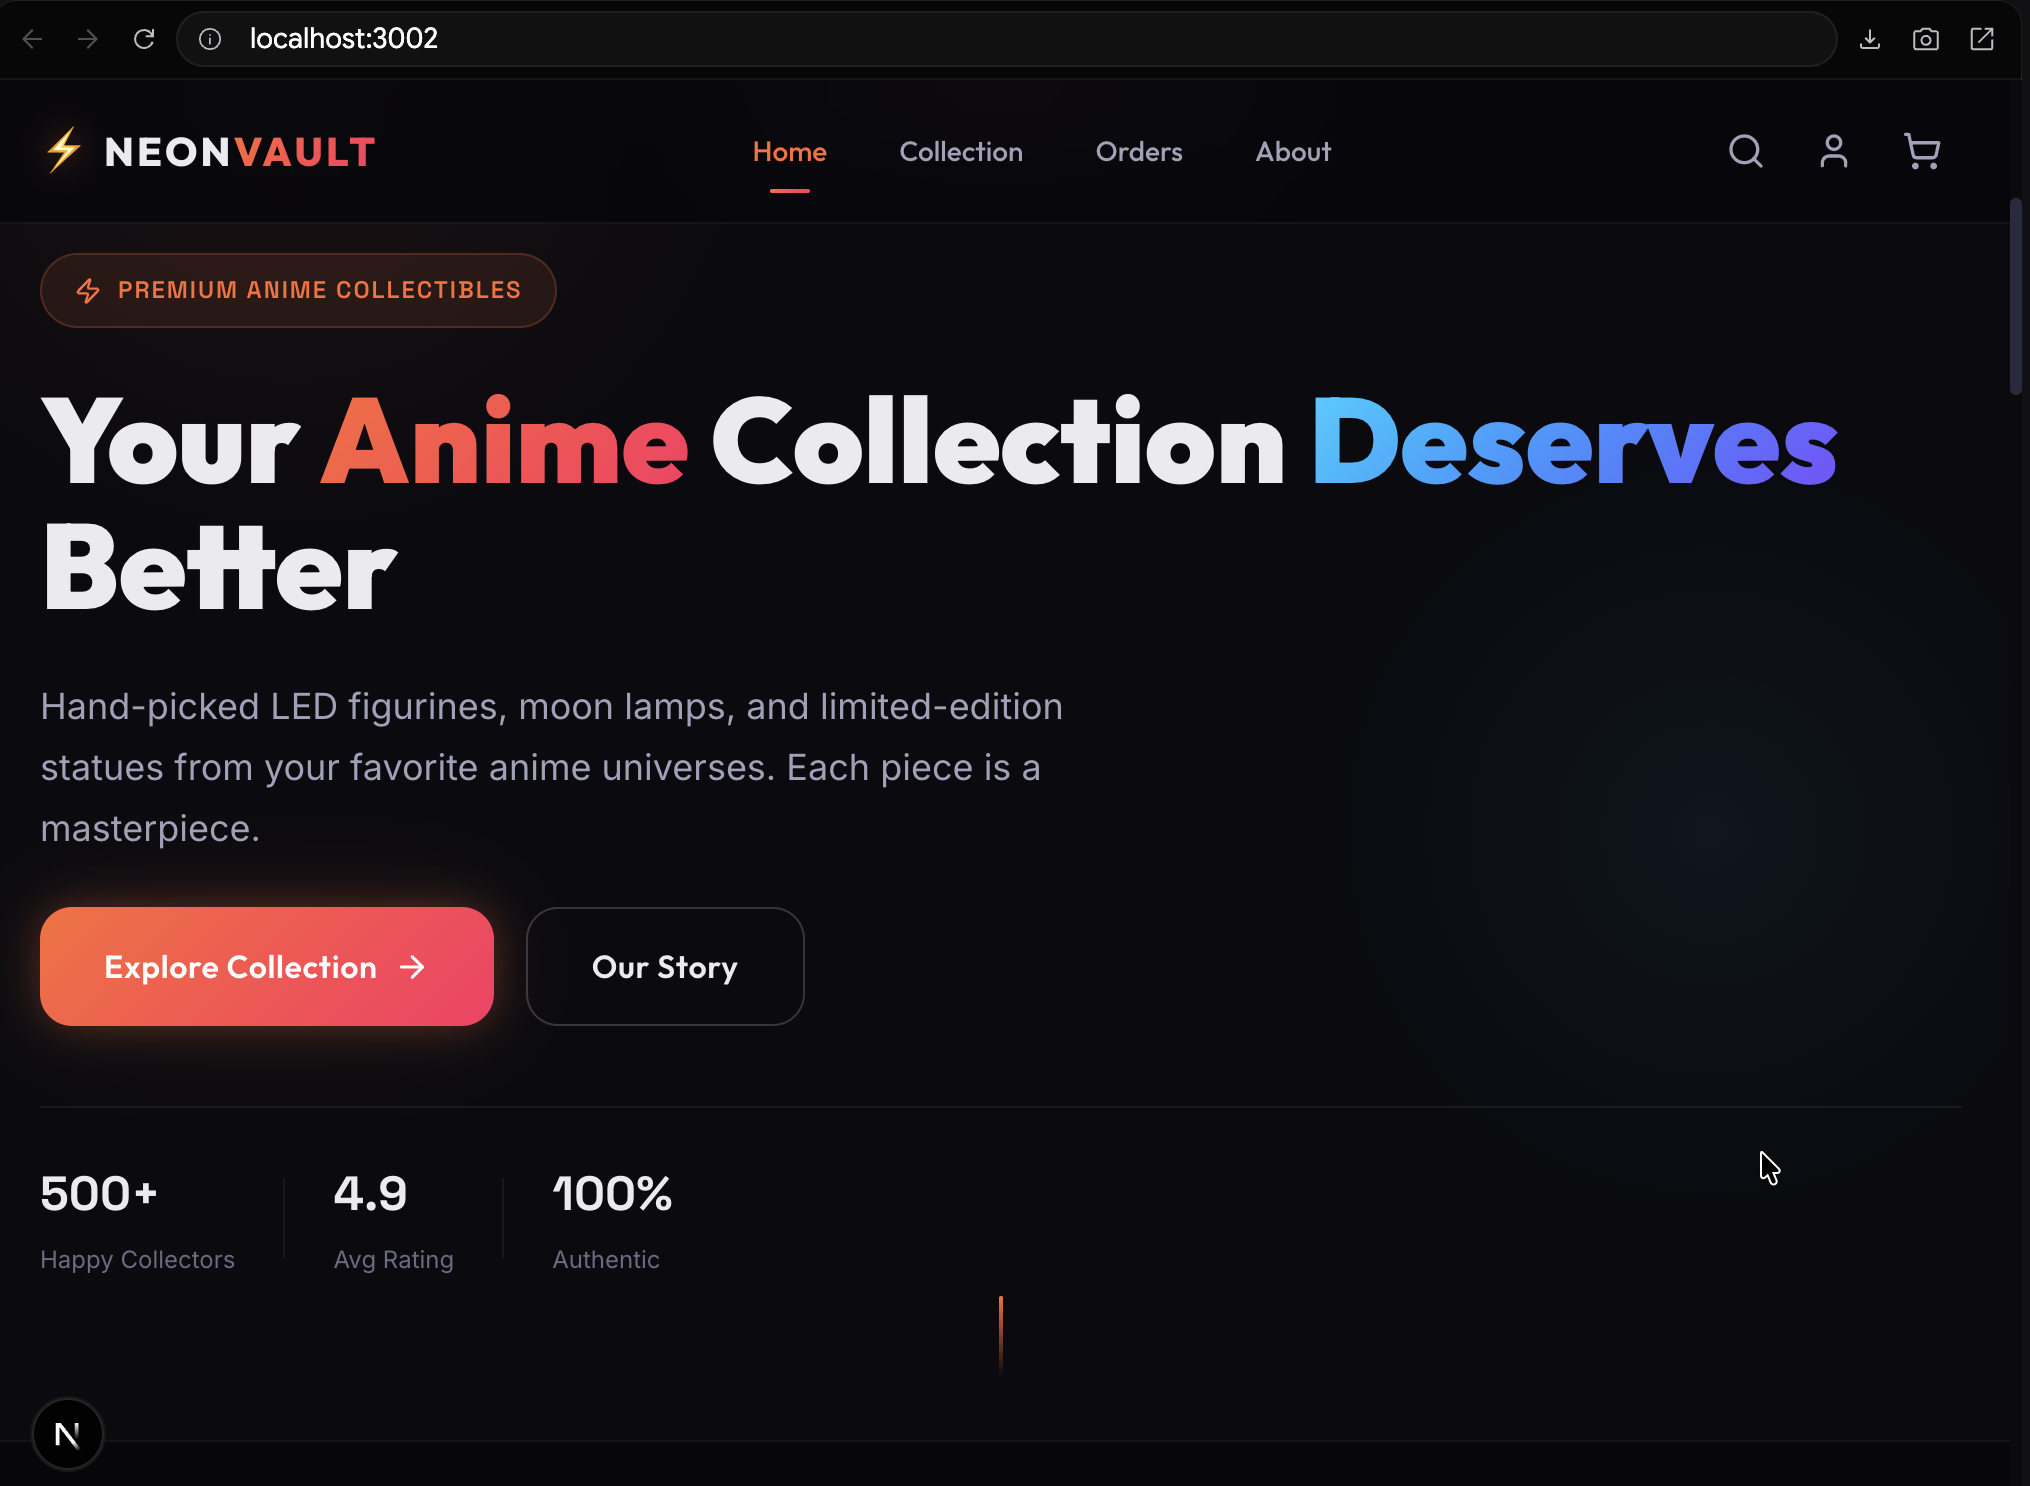 localhost:3002
NEONVAULT
Home Collection Orders About
PREMIUM ANIME COLLECTIBLES
Your Anime Collection Deserves
Better
Hand-picked LED figurines, moon lamps, and limited-edition
statues from your favorite anime universes. Each piece is a
masterpiece.
Explore Collection →
Our Story
500+
Happy Collectors
4.9
Avg Rating
100%
Authentic
N